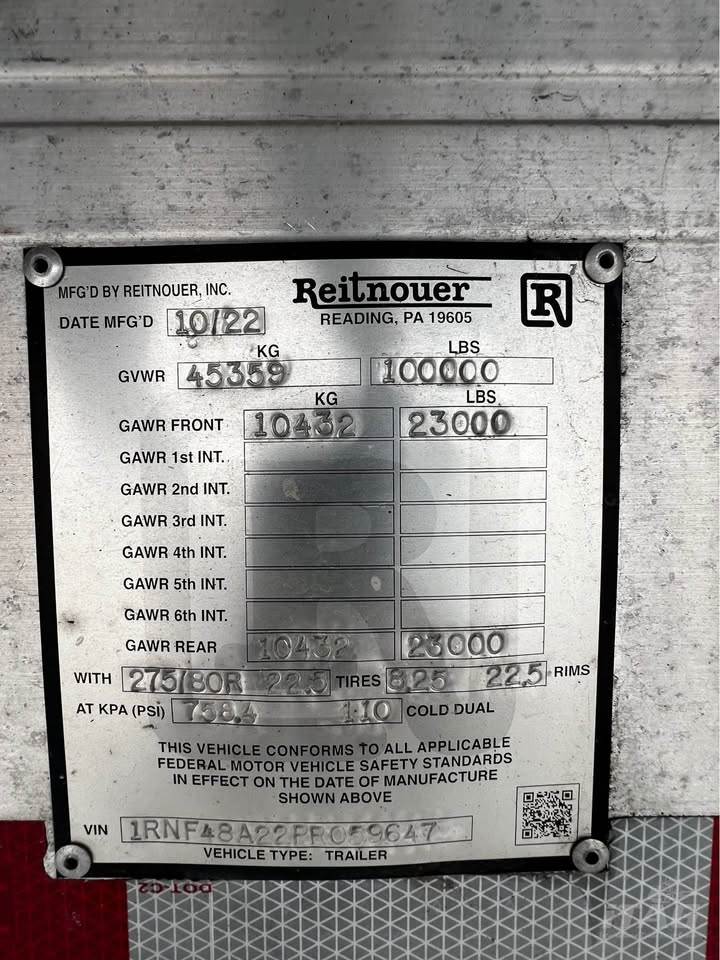 MFG'D BY REITNOUER, INC.
Reitnouer
R
DATE MFG'D 10/22
READING, PA 19605
KG LBS
GVWR 45359 100000
KG LBS
GAWR FRONT 10432 23000
GAWR 1st INT.
GAWR 2nd INT.
GAWR 3rd INT.
GAWR 4th INT.
GAWR 5th INT.
GAWR 6th INT.
GAWR REAR 10432 23000
WITH 275/80R 22.5 TIRES 8.25 22.5 RIMS
AT KPA (PSI) 758.4 110 COLD DUAL
THIS VEHICLE CONFORMS TO ALL APPLICABLE
FEDERAL MOTOR VEHICLE SAFETY STANDARDS
IN EFFECT ON THE DATE OF MANUFACTURE
SHOWN ABOVE
VIN 1RNF48A22PR059647
VEHICLE TYPE: TRAILER
DOT-C2